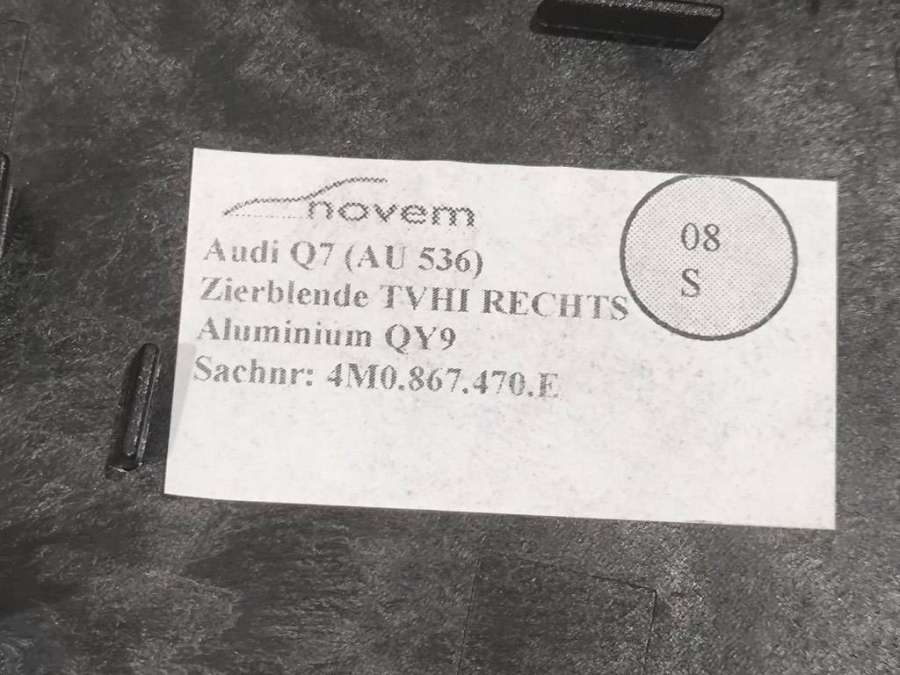 novem
Audi Q7 (AU 536)
Zierblende TVHI RECHTS
Aluminium QY9
Sachnr: 4M0.867.470.E
08
S